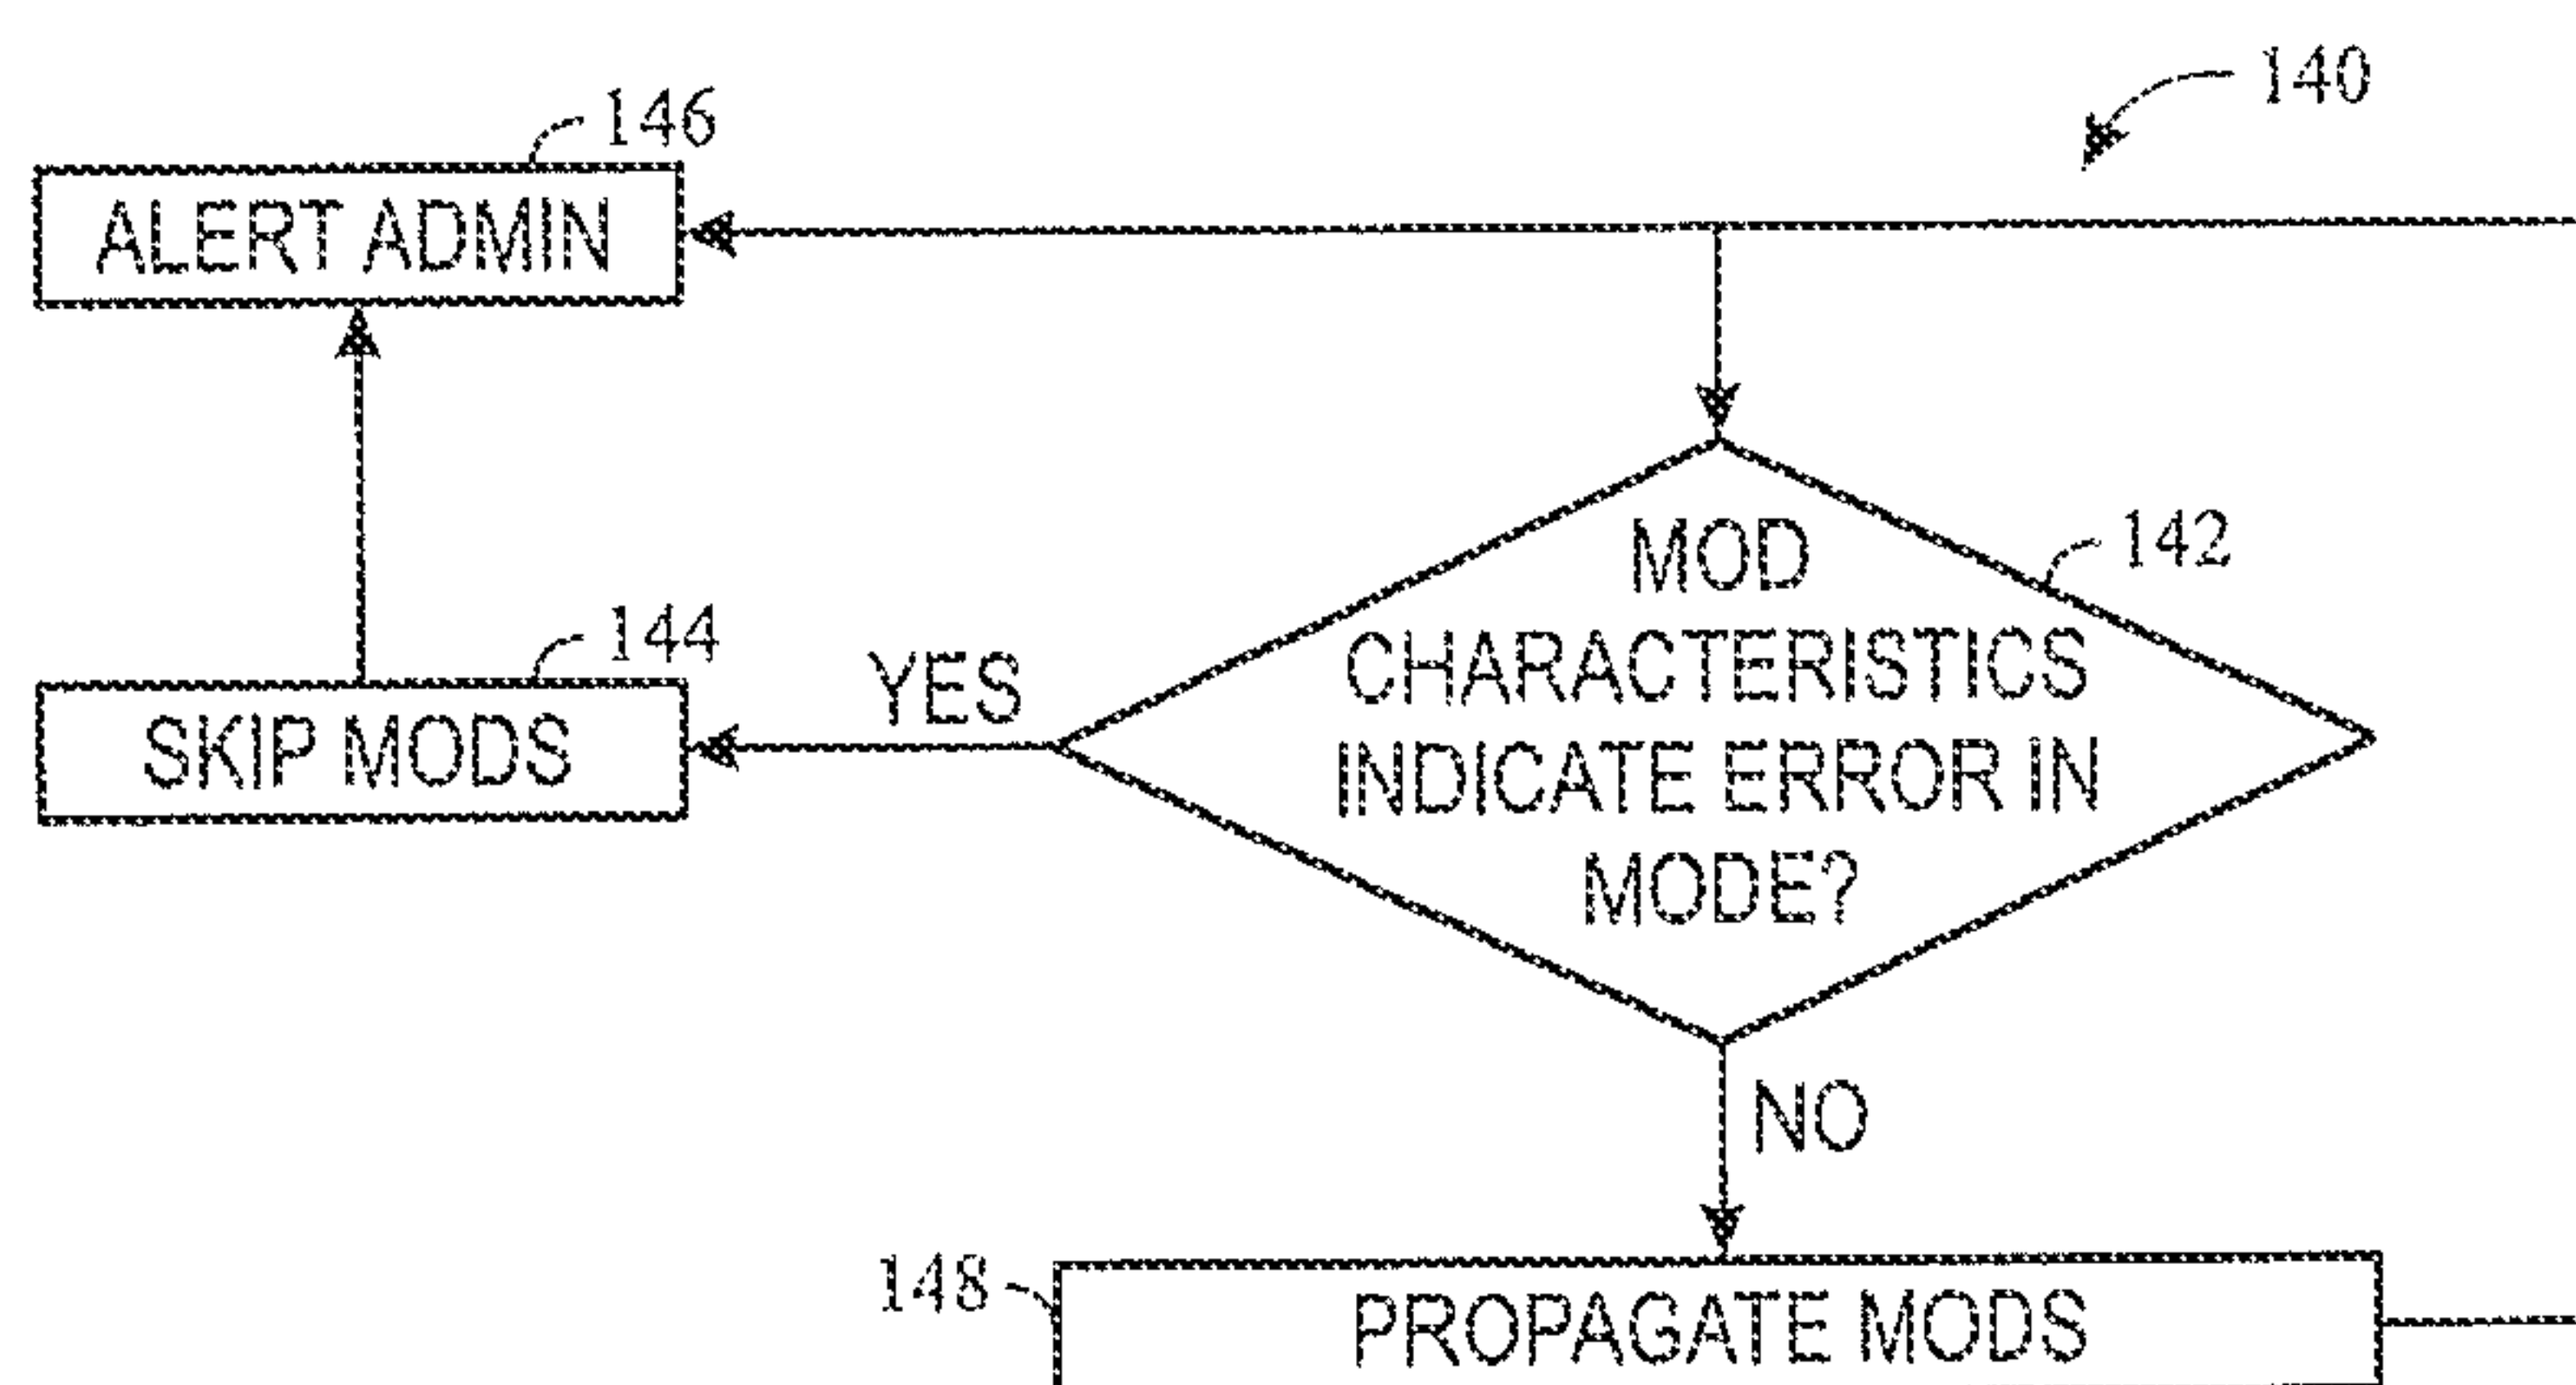 140
146
ALERT ADMIN
142
MOD
CHARACTERISTICS
INDICATE ERROR IN
MODE?
144
YES
SKIP MODS
NO
148
PROPAGATE MODS